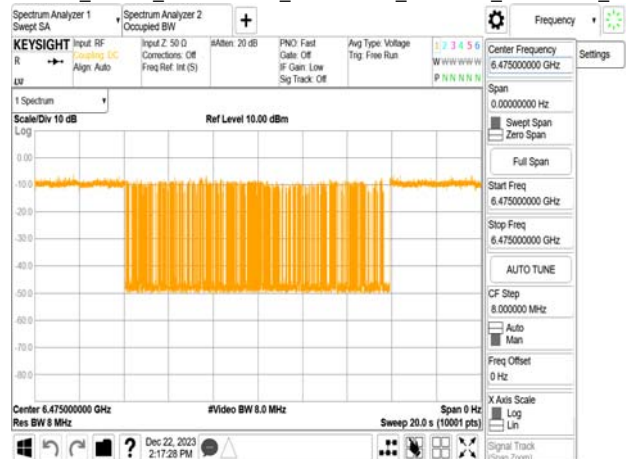 Spectrum Analyzer 1
Swept SA
Spectrum Analyzer 2
Occupied BW
+
Frequency
KEYSIGHT
R
Input: RF
Coupling: DC
Align: Auto
Input Z: 50 Ω
Corrections: Off
Freq Ref: Int (S)
#Atten: 20 dB
PNO: Fast
Gate: Off
IF Gain: Low
Sig Track: Off
Avg Type: Voltage
Trig: Free Run
1 2 3 4 5 6
W W W W W W
P N N N N N
1 Spectrum
Scale/Div 10 dB
Ref Level 10.00 dBm
Log
0.00
-10.0
-20.0
-30.0
-40.0
-50.0
-60.0
-70.0
-80.0
Center 6.475000000 GHz
#Video BW 8.0 MHz
Span 0 Hz
Res BW 8 MHz
Sweep 20.0 s (10001 pts)
Dec 22, 2023
2:17:28 PM
?
Center Frequency
6.475000000 GHz
Settings
Span
0.00000000 Hz
Swept Span
Zero Span
Full Span
Start Freq
6.475000000 GHz
Stop Freq
6.475000000 GHz
AUTO TUNE
CF Step
8.000000 MHz
Auto
Man
Freq Offset
0 Hz
X Axis Scale
Log
Lin
Signal Track
(Span Zoom)